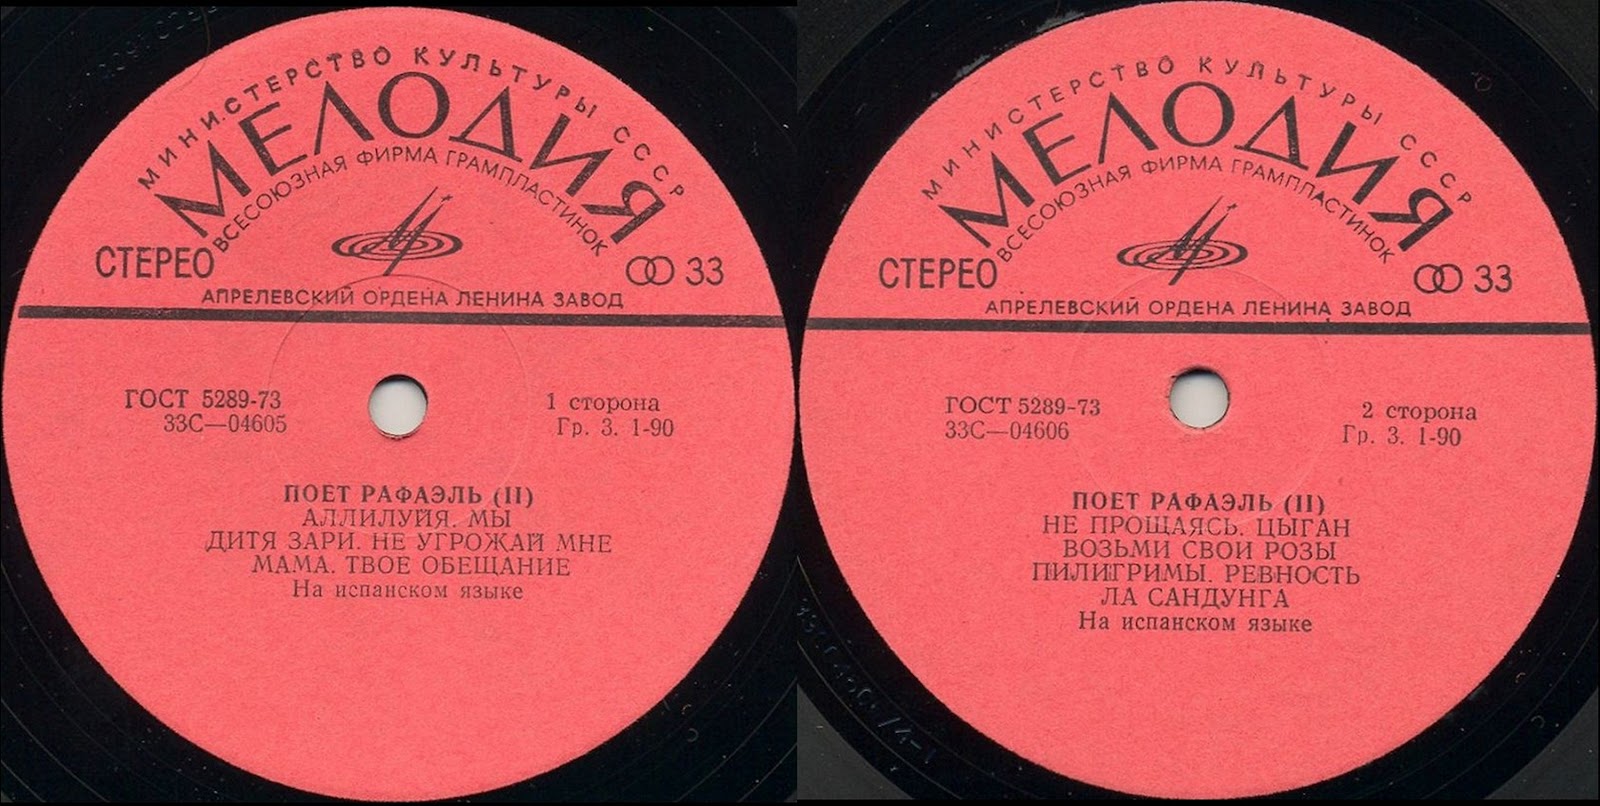 МИНИСТЕРСТВО КУЛЬТУРЫ СССР
МЕЛОДИЯ
ВСЕСОЮЗНАЯ ФИРМА ГРАМПЛАСТИНОК
СТЕРЕО
33
АПРЕЛЕВСКИЙ ОРДЕНА ЛЕНИНА ЗАВОД
ГОСТ 5289-73
33С—04605
1 сторона
Гр. 3. 1-90
ПОЕТ РАФАЭЛЬ (II)
АЛЛИЛУЙЯ. МЫ
ДИТЯ ЗАРИ. НЕ УГРОЖАЙ МНЕ
МАМА. ТВОЕ ОБЕЩАНИЕ
На испанском языке
МИНИСТЕРСТВО КУЛЬТУРЫ СССР
МЕЛОДИЯ
ВСЕСОЮЗНАЯ ФИРМА ГРАМПЛАСТИНОК
СТЕРЕО
33
АПРЕЛЕВСКИЙ ОРДЕНА ЛЕНИНА ЗАВОД
ГОСТ 5289-73
33С—04606
2 сторона
Гр. 3. 1-90
ПОЕТ РАФАЭЛЬ (II)
НЕ ПРОЩАЯСЬ. ЦЫГАН
ВОЗЬМИ СВОИ РОЗЫ
ПИЛИГРИМЫ. РЕВНОСТЬ
ЛА САНДУНГА
На испанском языке